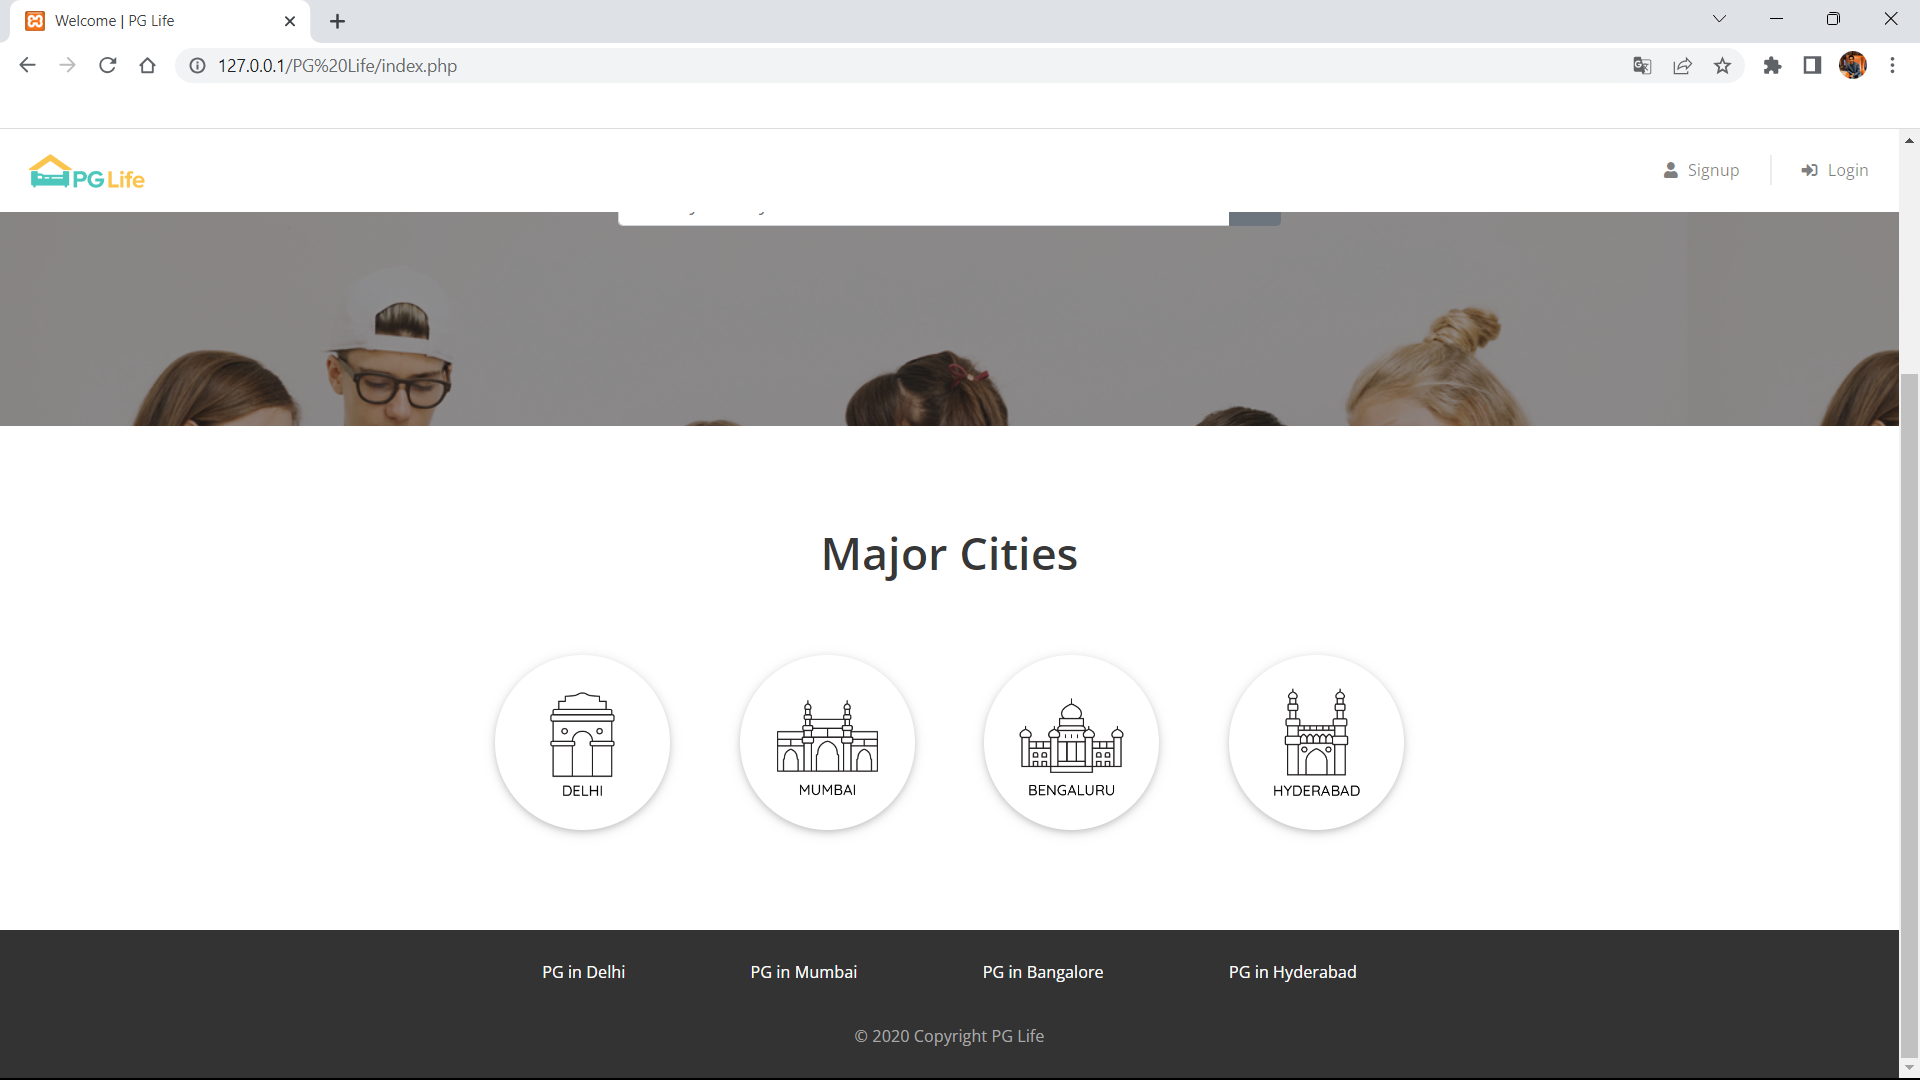 Welcome | PG Life
127.0.0.1/PG%20Life/index.php
PG Life
Signup
Login
Major Cities
DELHI
MUMBAI
BENGALURU
HYDERABAD
PG in Delhi
PG in Mumbai
PG in Bangalore
PG in Hyderabad
© 2020 Copyright PG Life